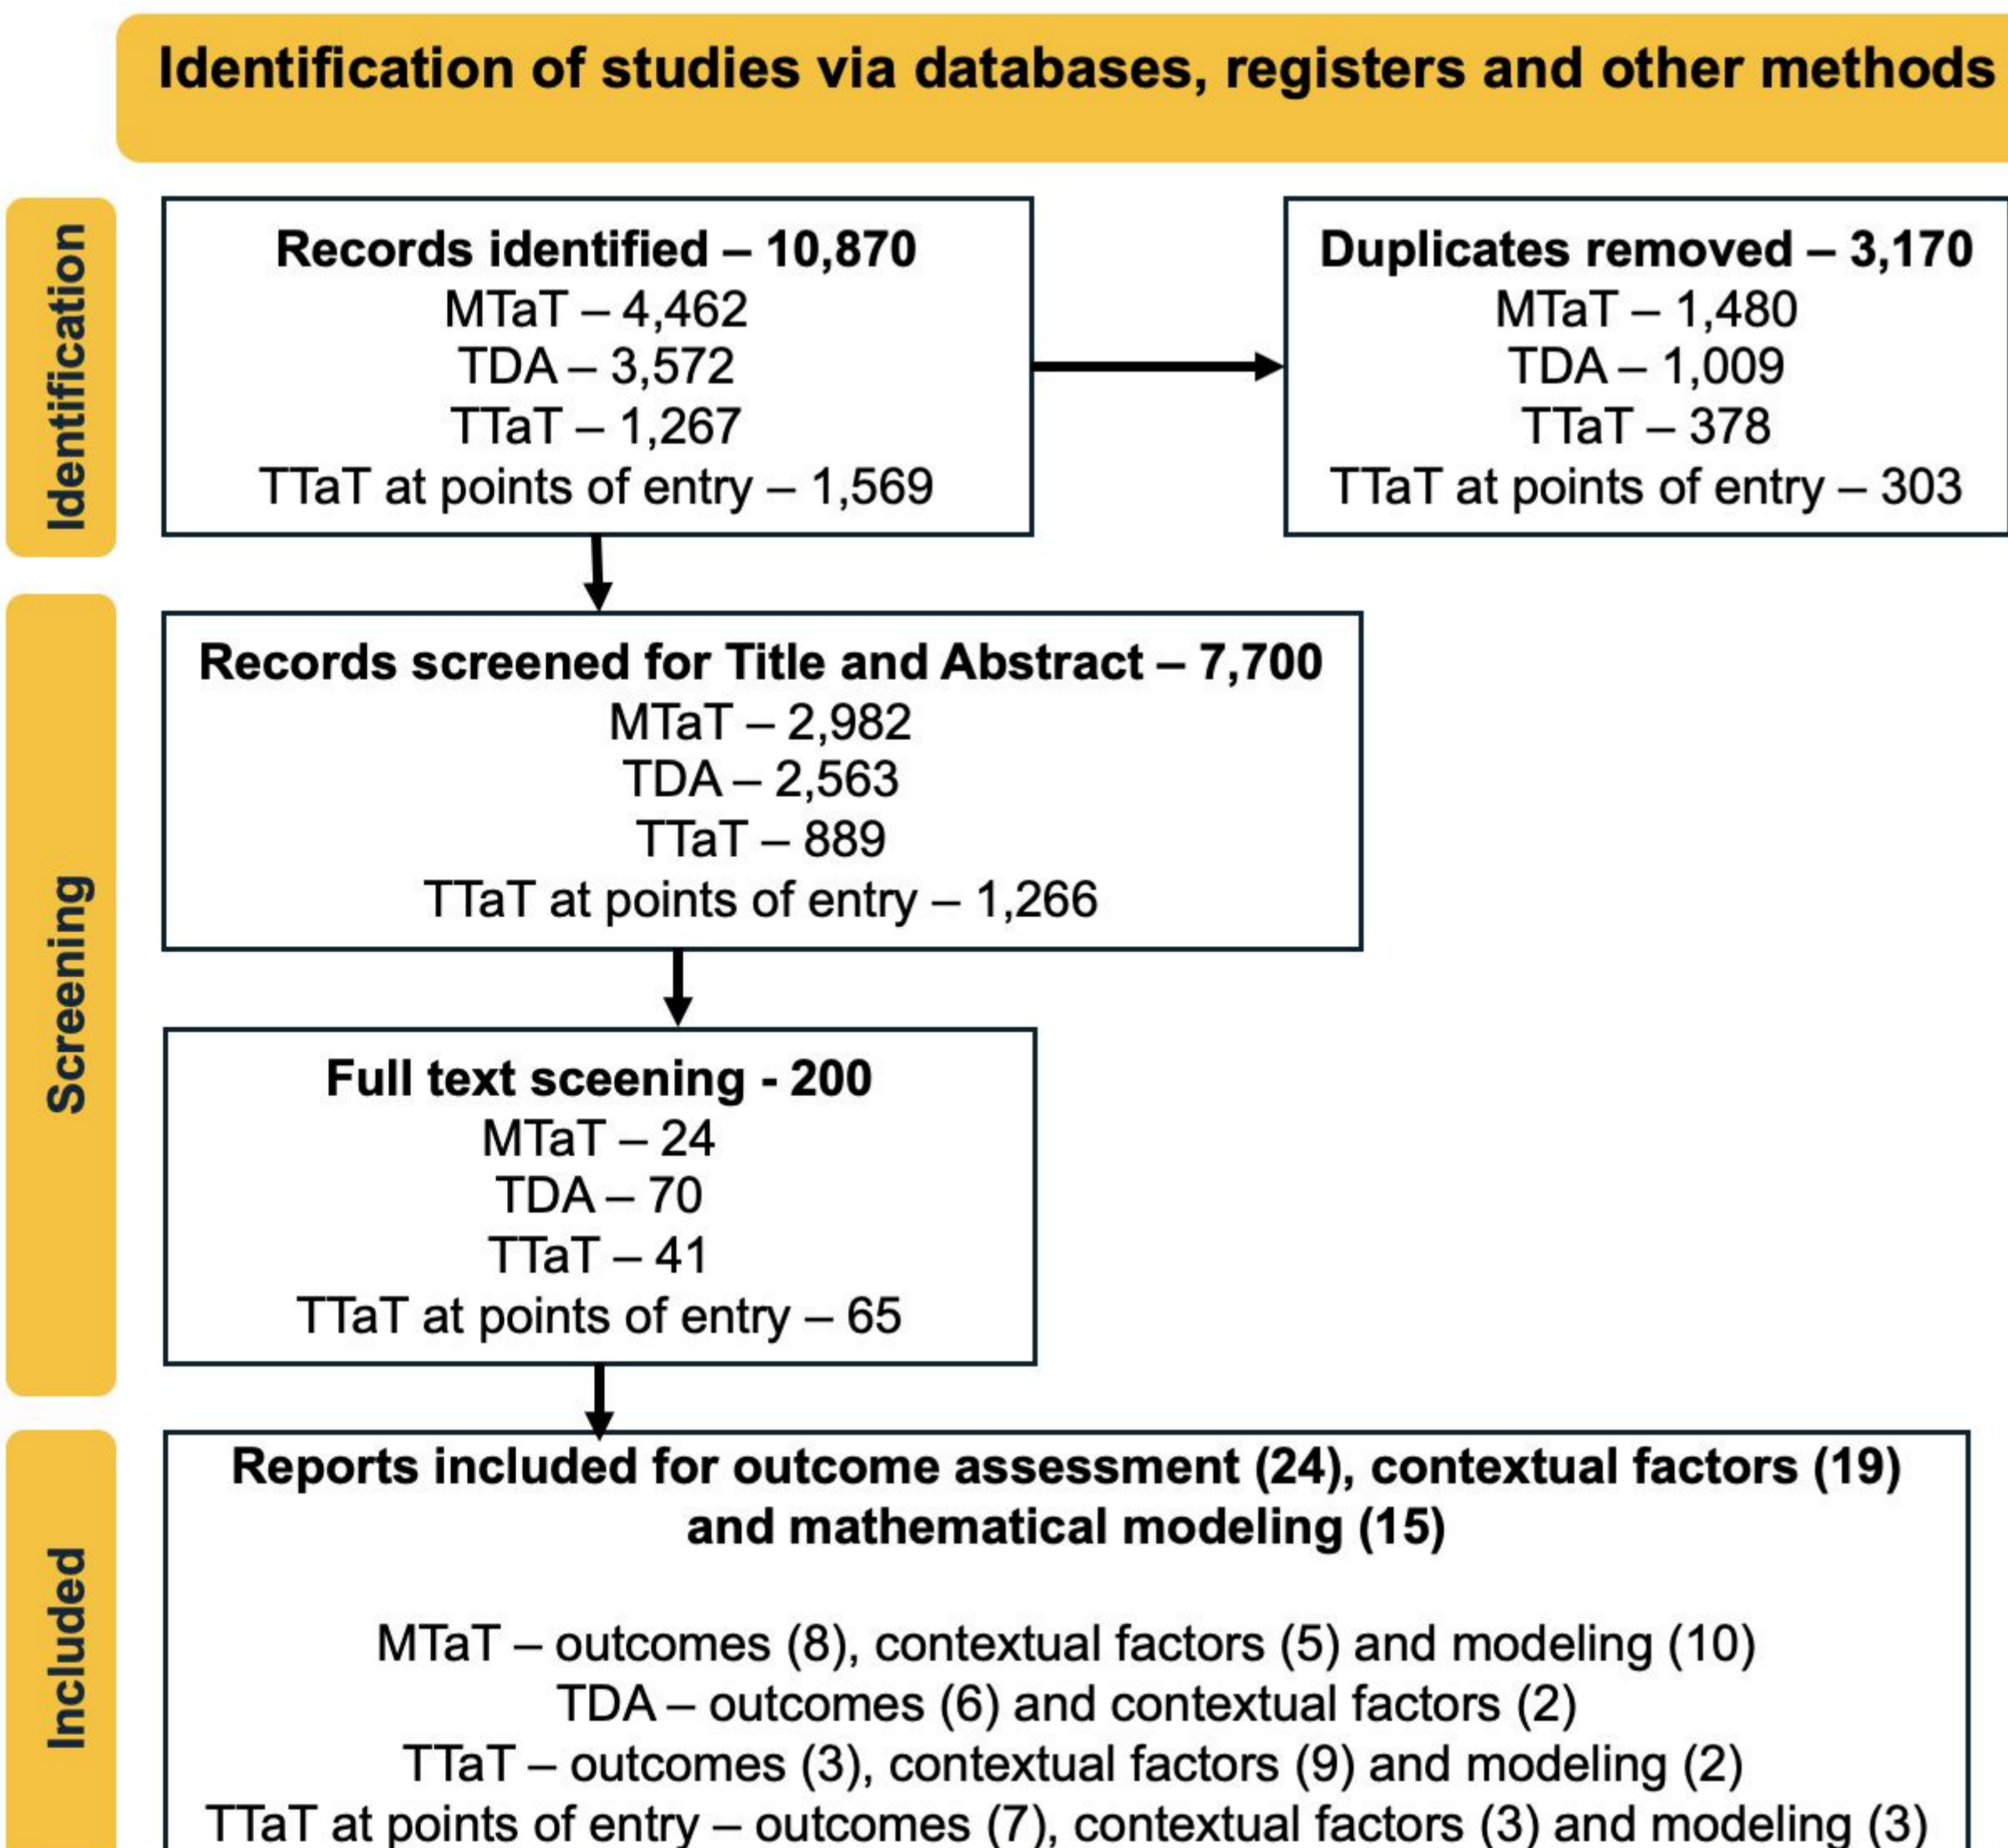 Identification of studies via databases, registers and other methods
Identification
Records identified – 10,870
MTaT – 4,462
TDA – 3,572
TTaT – 1,267
TTaT at points of entry – 1,569
Duplicates removed – 3,170
MTaT – 1,480
TDA – 1,009
TTaT – 378
TTaT at points of entry – 303
Screening
Records screened for Title and Abstract – 7,700
MTaT – 2,982
TDA – 2,563
TTaT – 889
TTaT at points of entry – 1,266
Full text sceening - 200
MTaT – 24
TDA – 70
TTaT – 41
TTaT at points of entry – 65
Included
Reports included for outcome assessment (24), contextual factors (19)
and mathematical modeling (15)
MTaT – outcomes (8), contextual factors (5) and modeling (10)
TDA – outcomes (6) and contextual factors (2)
TTaT – outcomes (3), contextual factors (9) and modeling (2)
TTaT at points of entry – outcomes (7), contextual factors (3) and modeling (3)